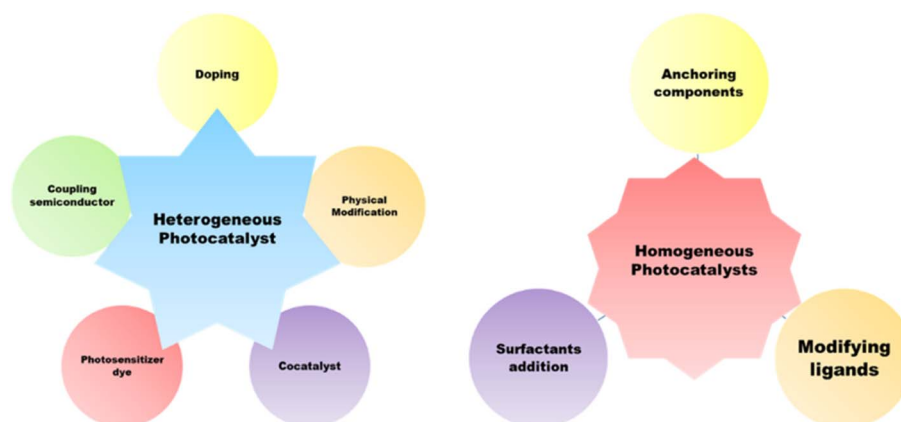 Doping
Coupling
semiconductor
Heterogeneous
Photocatalyst
Physical
Modification
Photosensitizer
dye
Cocatalyst
Anchoring
components
Homogeneous
Photocatalysts
Surfactants
addition
Modifying
ligands